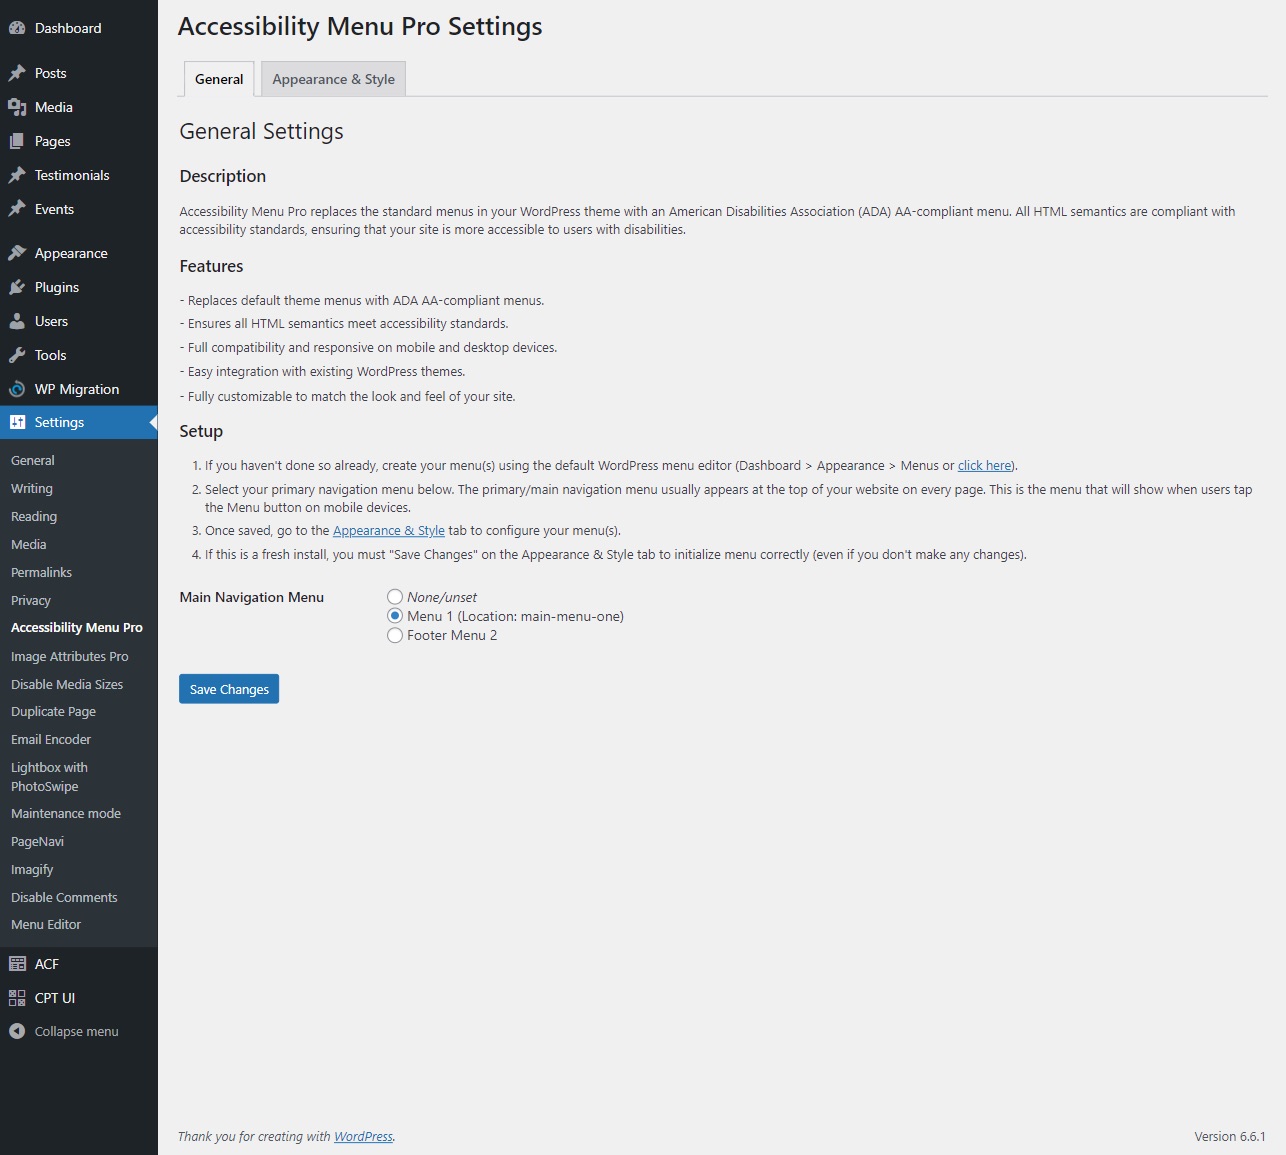 Dashboard
Posts
Media
Pages
Testimonials
Events
Appearance
Plugins
Users
Tools
WP Migration
Settings
General
Writing
Reading
Media
Permalinks
Privacy
Accessibility Menu Pro
Image Attributes Pro
Disable Media Sizes
Duplicate Page
Email Encoder
Lightbox with
PhotoSwipe
Maintenance mode
PageNavi
Imagify
Disable Comments
Menu Editor
ACF
CPT UI
Collapse menu
Accessibility Menu Pro Settings
General
Appearance & Style
General Settings
Description
Accessibility Menu Pro replaces the standard menus in your WordPress theme with an American Disabilities Association (ADA) AA-compliant menu. All HTML semantics are compliant with
accessibility standards, ensuring that your site is more accessible to users with disabilities.
Features
- Replaces default theme menus with ADA AA-compliant menus.
- Ensures all HTML semantics meet accessibility standards.
- Full compatibility and responsive on mobile and desktop devices.
- Easy integration with existing WordPress themes.
- Fully customizable to match the look and feel of your site.
Setup
1. If you haven't done so already, create your menu(s) using the default WordPress menu editor (Dashboard > Appearance > Menus or click here).
2. Select your primary navigation menu below. The primary/main navigation menu usually appears at the top of your website on every page. This is the menu that will show when users tap
the Menu button on mobile devices.
3. Once saved, go to the Appearance & Style tab to configure your menu(s).
4. If this is a fresh install, you must "Save Changes" on the Appearance & Style tab to initialize menu correctly (even if you don't make any changes).
Main Navigation Menu
None/unset
Menu 1 (Location: main-menu-one)
Footer Menu 2
Save Changes
Thank you for creating with WordPress.
Version 6.6.1